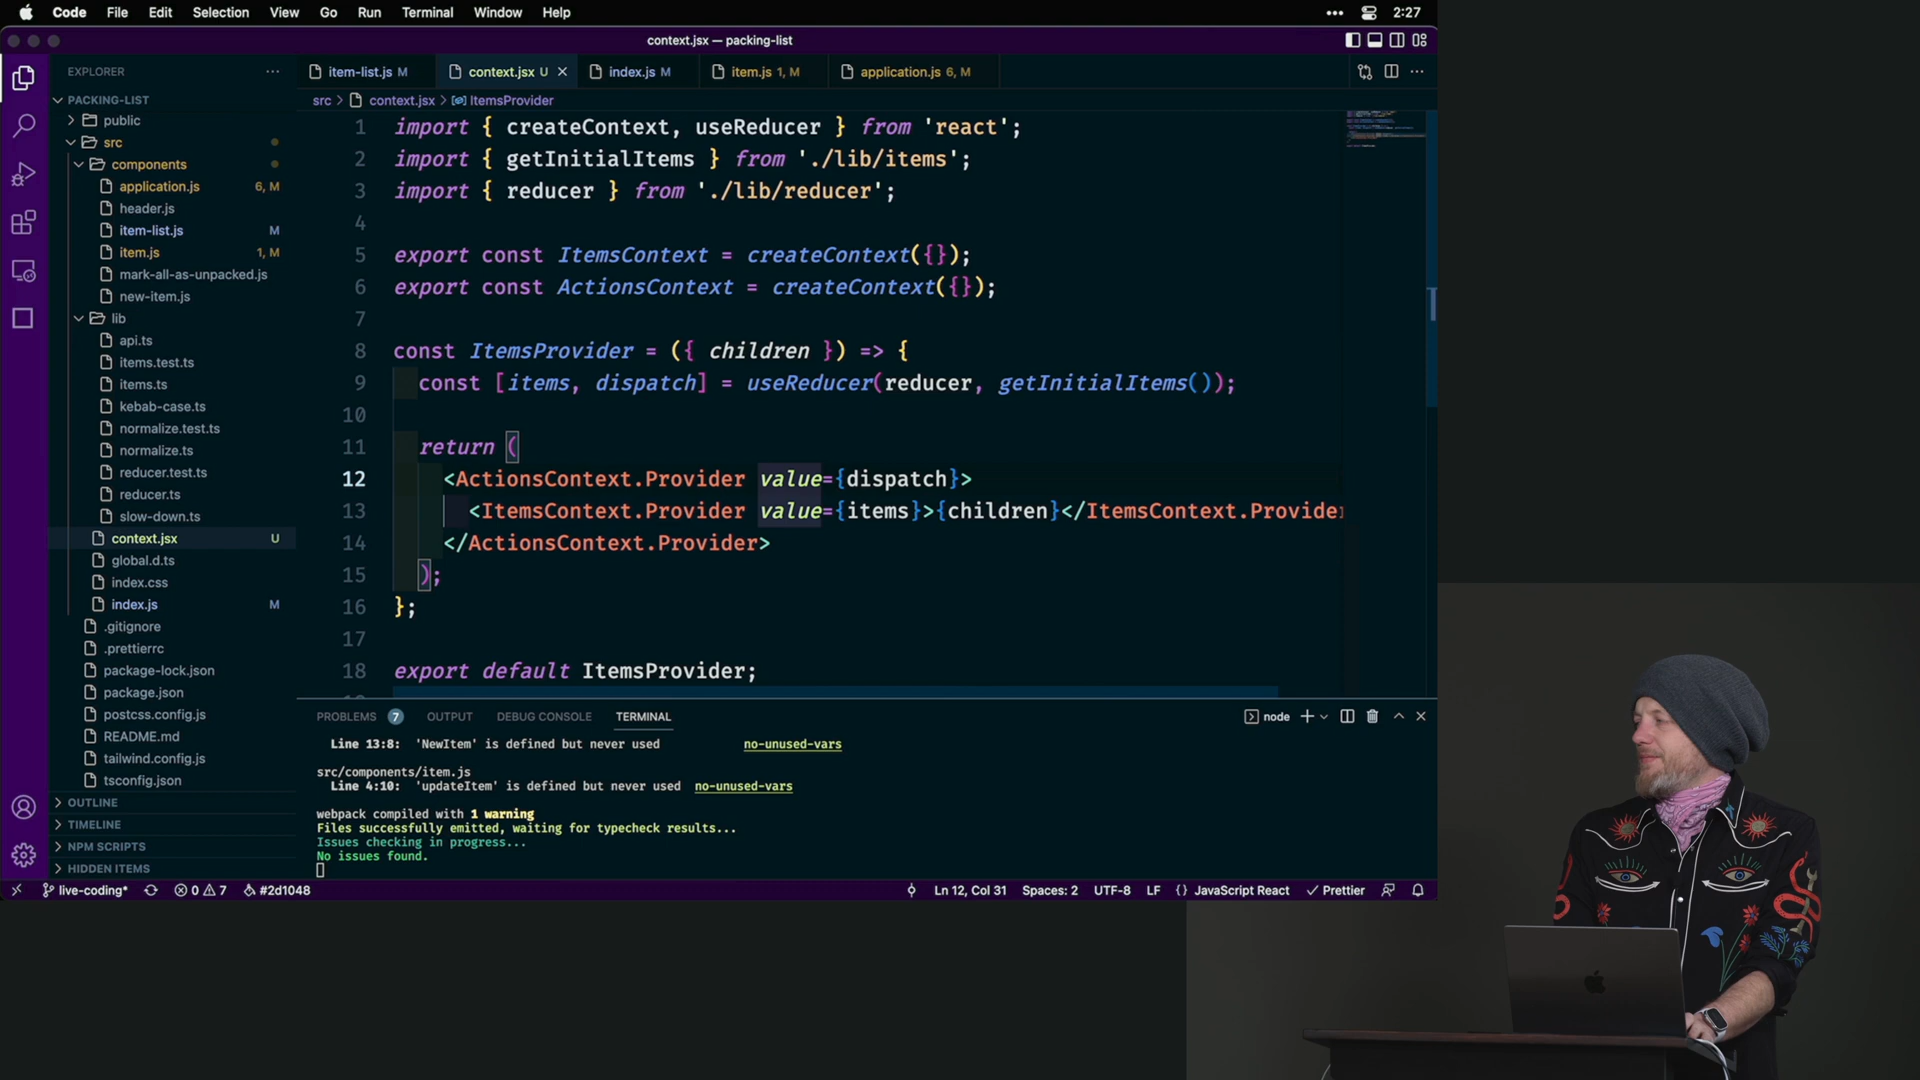 Code File Edit Selection View Go Run Terminal Window Help 2:27
context.jsx — packing-list
EXPLORER
item-list.js M context.jsx U index.js M item.js 1, M application.js 6, M
src > context.jsx > ItemsProvider
PACKING-LIST
public
src
components
application.js 6, M
header.js
item-list.js M
item.js 1, M
mark-all-as-unpacked.js
new-item.js
lib
api.ts
items.test.ts
items.ts
kebab-case.ts
normalize.test.ts
normalize.ts
reducer.test.ts
reducer.ts
slow-down.ts
context.jsx U
global.d.ts
index.css
index.js M
.gitignore
.prettierrc
package-lock.json
package.json
postcss.config.js
README.md
tailwind.config.js
tsconfig.json
OUTLINE
TIMELINE
NPM SCRIPTS
HIDDEN ITEMS
1 import { createContext, useReducer } from 'react';
2 import { getInitialItems } from './lib/items';
3 import { reducer } from './lib/reducer';
4
5 export const ItemsContext = createContext({});
6 export const ActionsContext = createContext({});
7
8 const ItemsProvider = ({ children }) => {
9 const [items, dispatch] = useReducer(reducer, getInitialItems());
10
11 return (
12 <ActionsContext.Provider value={dispatch}>
13 <ItemsContext.Provider value={items}>{children}</ItemsContext.Provider
14 </ActionsContext.Provider>
15 );
16 };
17
18 export default ItemsProvider;
PROBLEMS 7 OUTPUT DEBUG CONSOLE TERMINAL node
Line 13:8: 'NewItem' is defined but never used no-unused-vars
src/components/item.js
Line 4:10: 'updateItem' is defined but never used no-unused-vars
webpack compiled with 1 warning
Files successfully emitted, waiting for typecheck results...
Issues checking in progress...
No issues found.
live-coding* 0 7 #2d1048 Ln 12, Col 31 Spaces: 2 UTF-8 LF {} JavaScript React Prettier